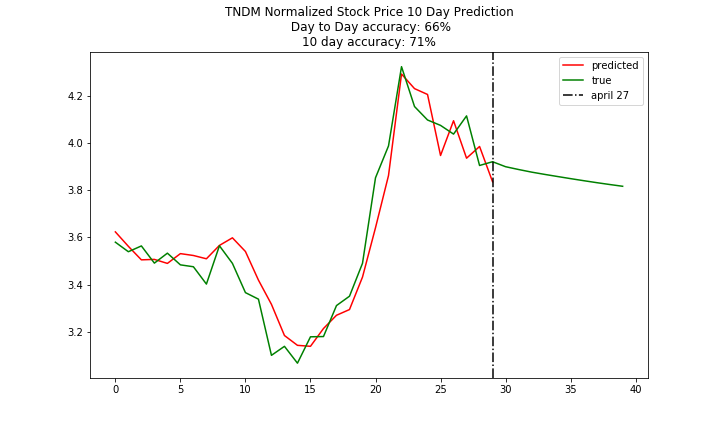 TNDM Normalized Stock Price 10 Day Prediction
Day to Day accuracy: 66%
10 day accuracy: 71%
predicted
true
april 27
4.2
4.0
3.8
3.6
3.4
3.2
0 5 10 15 20 25 30 35 40